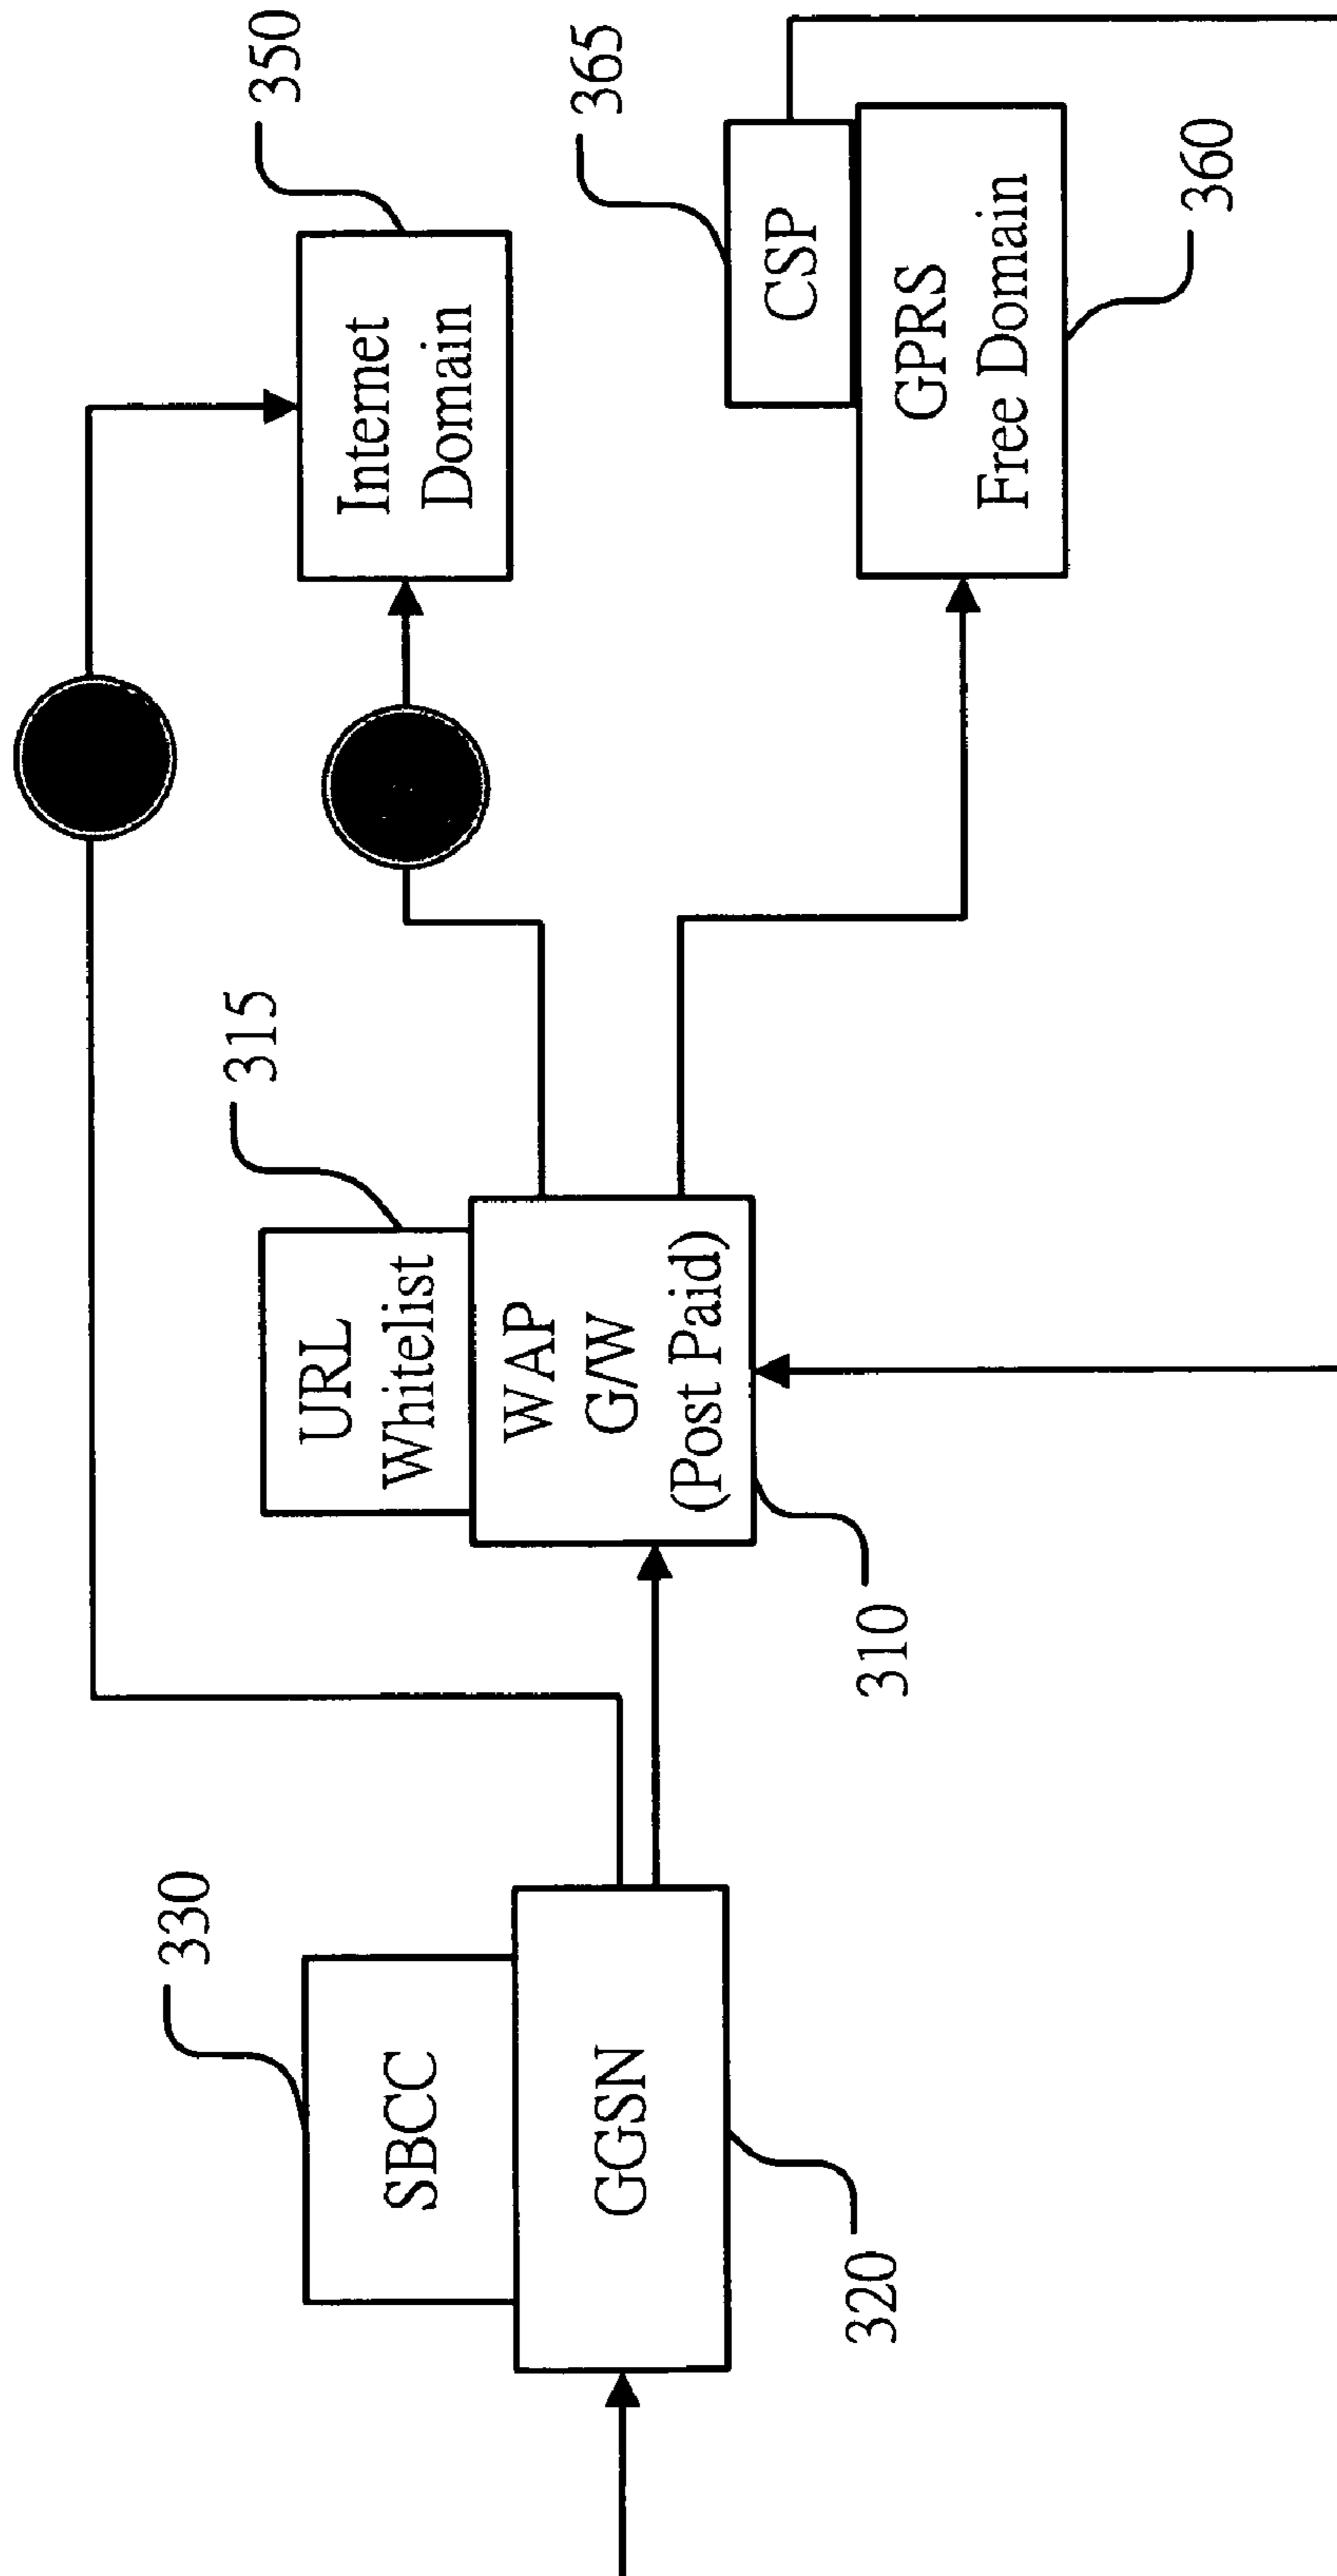 330
SBCC
GGSN
320
315
URL
Whitelist
WAP
G/W
(Post Paid)
310
350
Internet
Domain
365
CSP
GPRS
Free Domain
360